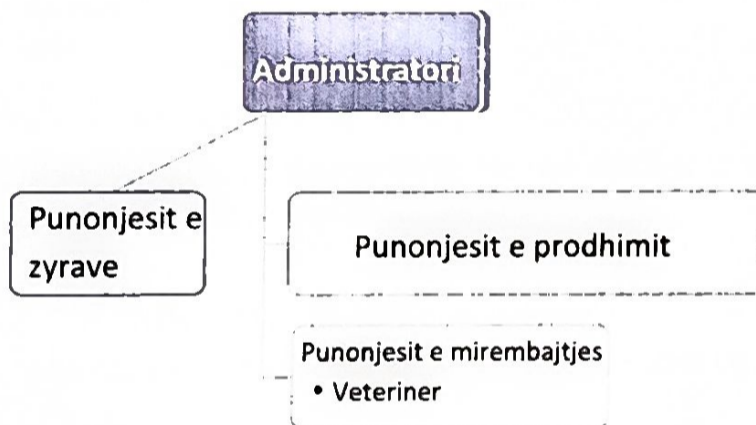 Administratori
Punonjesit e
zyrave
Punonjesit e prodhimit
Punonjesit e mirembajtjes
• Veteriner